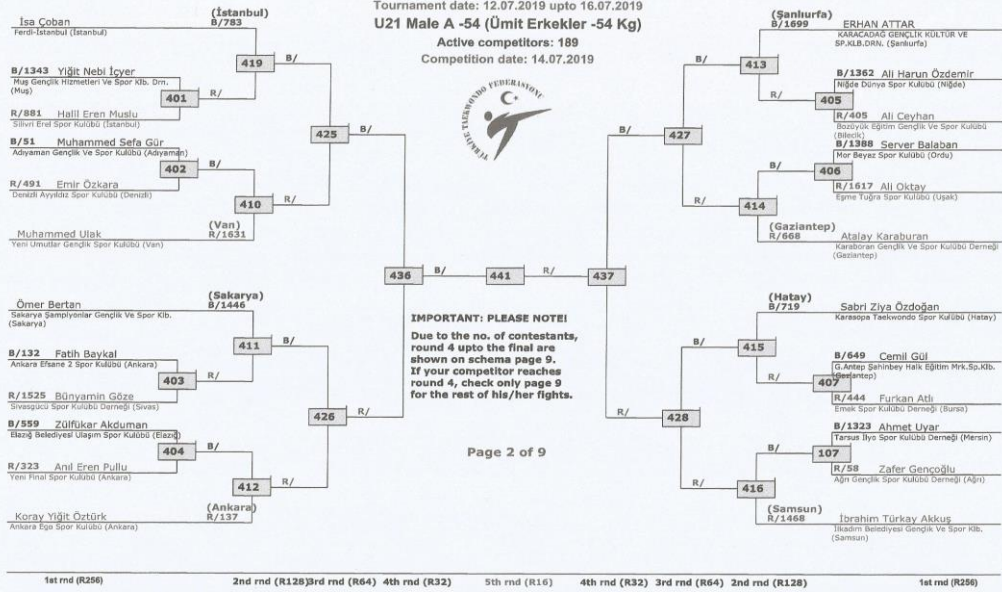 Tournament date: 12.07.2019 upto 16.07.2019
U21 Male A -54 (Ümit Erkekler -54 Kg)
Active competitors: 189
Competition date: 14.07.2019
TÜRKİYE TAEKWONDO FEDERASYONU
(İstanbul)
İsa Çoban B/783
Ferdi-İstanbul (İstanbul)
419 B/
B/1343 Yiğit Nebi İçyer
Muş Gençlik Hizmetleri Ve Spor Klb. Drn.
(Muş)
401 R/
R/881 Halil Eren Muslu
Silivri Erel Spor Kulübü (İstanbul)
425 B/
B/51 Muhammed Sefa Gür
Adıyaman Gençlik Ve Spor Kulübü (Adıyaman)
402 B/
R/491 Emir Özkara
Denizli Ayyıldız Spor Kulübü (Denizli)
410 R/
(Van)
Muhammed Ulak R/1631
Yeni Umutlar Gençlik Spor Kulübü (Van)
436 B/ 441 R/ 437
(Sakarya)
Ömer Bertan B/1446
Sakarya Şampiyonlar Gençlik Ve Spor Klb.
(Sakarya)
411 B/
B/132 Fatih Baykal
Ankara Efsane 2 Spor Kulübü (Ankara)
403 R/
R/1525 Bünyamin Göze
Sivasgücü Spor Kulübü Derneği (Sivas)
426 R/
B/559 Zülfükar Akduman
Elazığ Belediyesi Ulaşım Spor Kulübü (Elazığ)
404 B/
R/323 Anıl Eren Pullu
Yeni Final Spor Kulübü (Ankara)
412 R/
(Ankara)
Koray Yiğit Öztürk R/137
Ankara Ego Spor Kulübü (Ankara)
IMPORTANT: PLEASE NOTE!
Due to the no. of contestants,
round 4 upto the final are
shown on schema page 9.
If your competitor reaches
round 4, check only page 9
for the rest of his/her fights.
Page 2 of 9
(Şanlıurfa)
B/1699 ERHAN ATTAR
KARACADAĞ GENÇLİK KÜLTÜR VE
SP.KLB.DRN. (Şanlıurfa)
B/ 413
B/1362 Ali Harun Özdemir
Niğde Dünya Spor Kulübü (Niğde)
R/ 405
R/405 Ali Ceyhan
Bozüyük Eğitim Gençlik Ve Spor Kulübü
(Bilecik)
B/ 427
B/1388 Server Balaban
Mor Beyaz Spor Kulübü (Ordu)
B/ 406
R/1617 Ali Oktay
Eşme Tuğra Spor Kulübü (Uşak)
R/ 414
(Gaziantep)
R/668 Atalay Karaburan
Karaboran Gençlik Ve Spor Kulübü Derneği
(Gaziantep)
(Hatay)
B/719 Sabri Ziya Özdoğan
Karasopa Taekwondo Spor Kulübü (Hatay)
B/ 415
B/649 Cemil Gül
G.Antep Şahinbey Halk Eğitim Mrk.Sp.Klb.
(Gaziantep)
R/ 407
R/444 Furkan Atlı
Emek Spor Kulübü Derneği (Bursa)
R/ 428
B/1323 Ahmet Uyar
Tarsus İlyo Spor Kulübü Derneği (Mersin)
B/ 107
R/58 Zafer Gençoğlu
Ağrı Gençlik Spor Kulübü Derneği (Ağrı)
R/ 416
(Samsun)
R/1468 İbrahim Türkay Akkuş
İlkadım Belediyesi Gençlik Ve Spor Klb.
(Samsun)
1st rnd (R256) 2nd rnd (R128) 3rd rnd (R64) 4th rnd (R32) 5th rnd (R16) 4th rnd (R32) 3rd rnd (R64) 2nd rnd (R128) 1st rnd (R256)